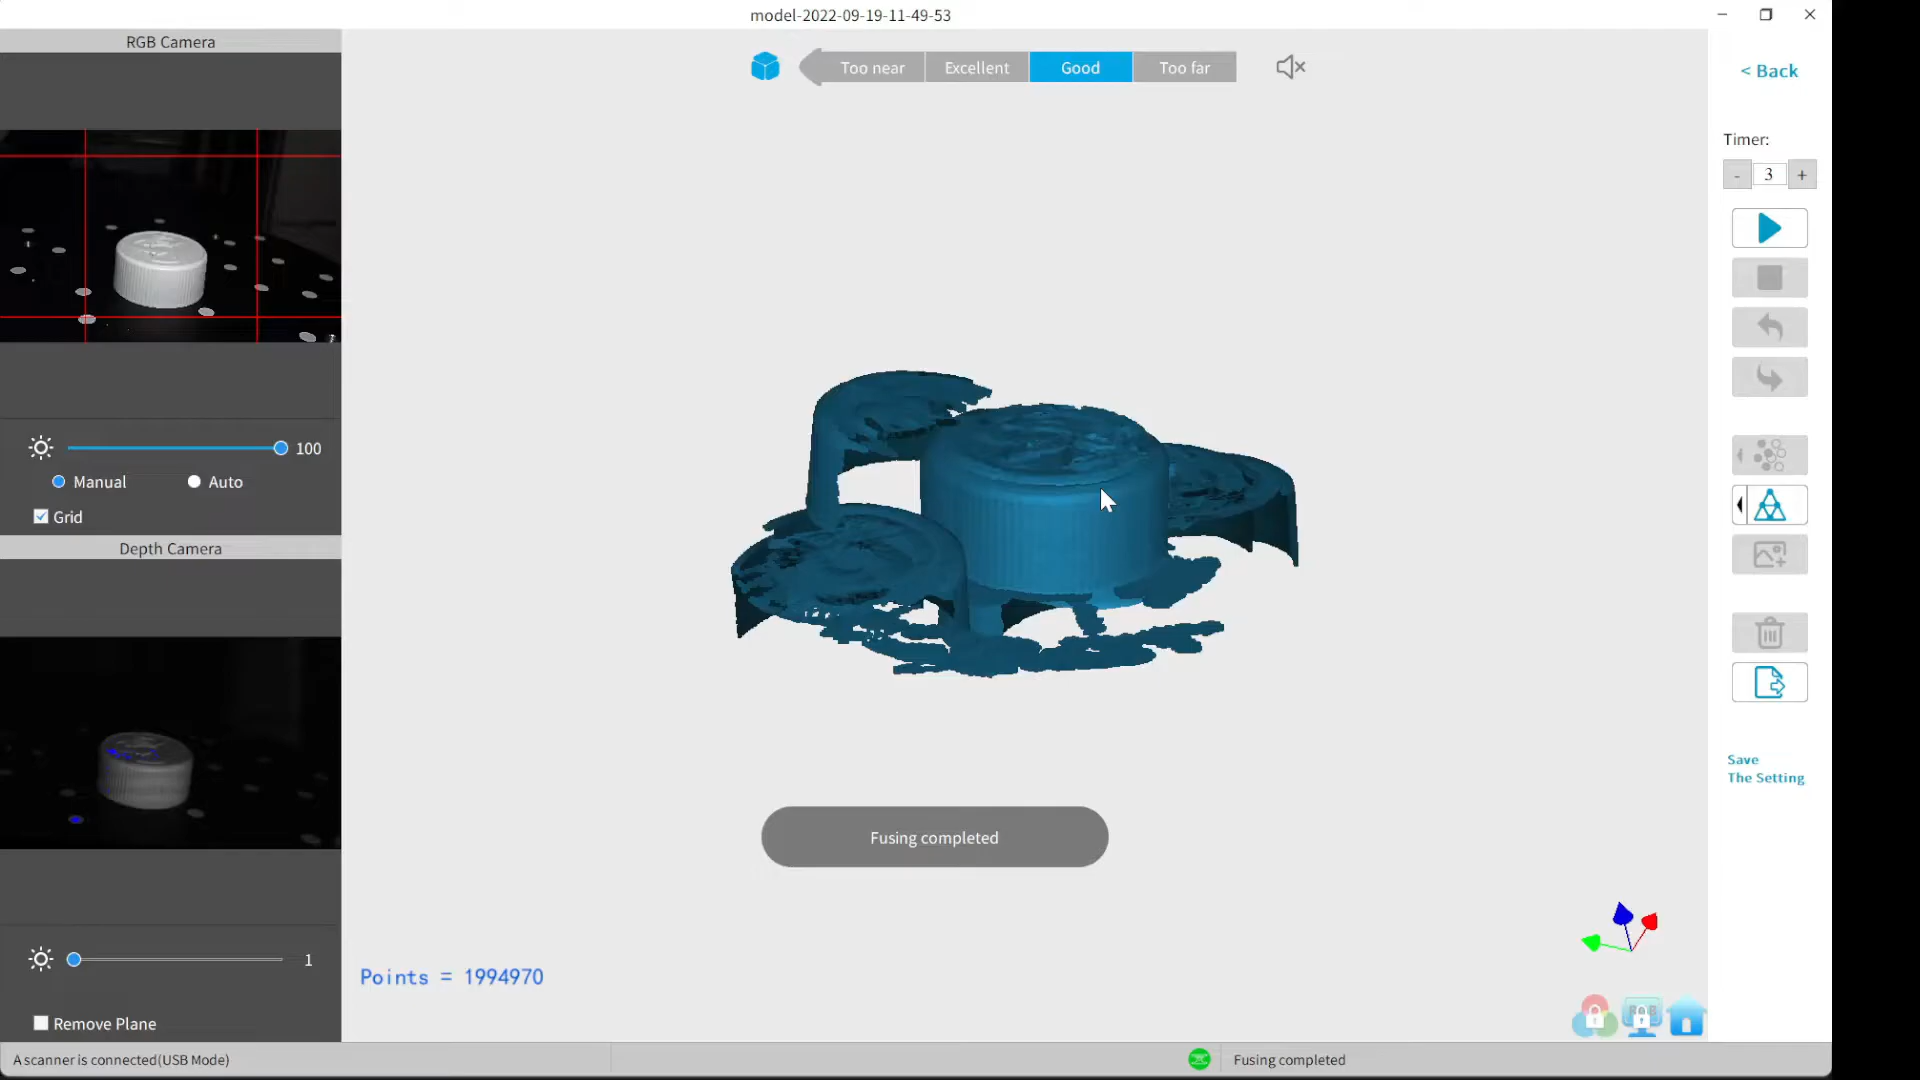 model-2022-09-19-11-49-53
RGB Camera
Too near
Excellent
Good
Too far
< Back
Timer:
- 3 +
100
Manual
Auto
Grid
Depth Camera
Save
The Setting
Fusing completed
1
Points = 1994970
Remove Plane
A scanner is connected(USB Mode)
Fusing completed